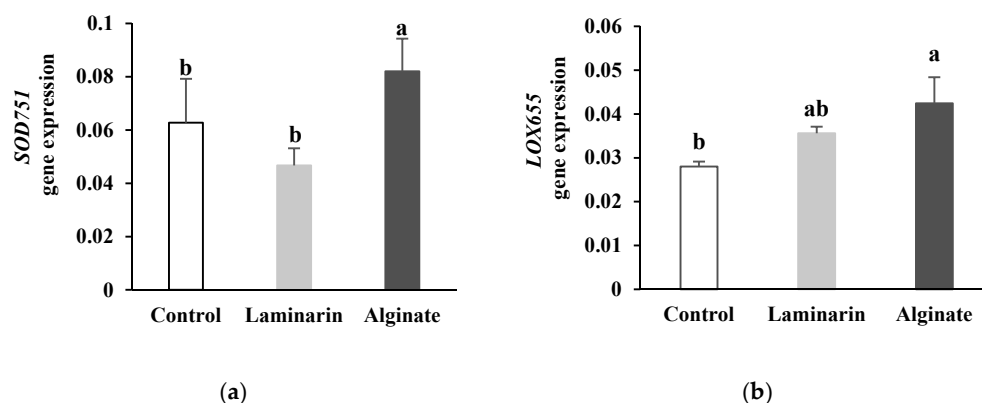 0.1
0.08
0.06
0.04
0.02
0
SOD751
gene expression
b
b
a
Control Laminarin Alginate
(a)
0.06
0.05
0.04
0.03
0.02
0.01
0
LOX655
gene expression
b
ab
a
Control Laminarin Alginate
(b)